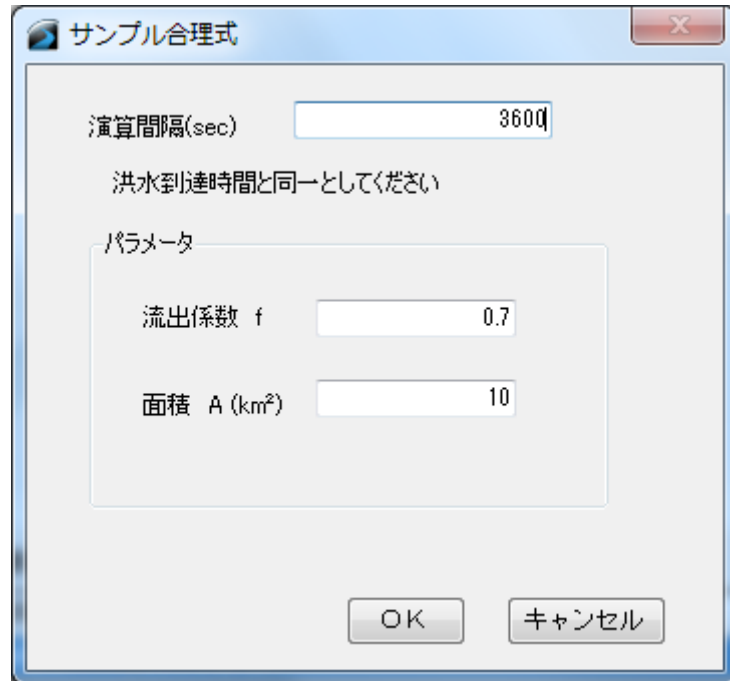 サンプル合理式
演算間隔(sec) 3600
洪水到達時間と同一としてください
パラメータ
流出係数 f 0.7
面積 A (km²) 10
OK キャンセル